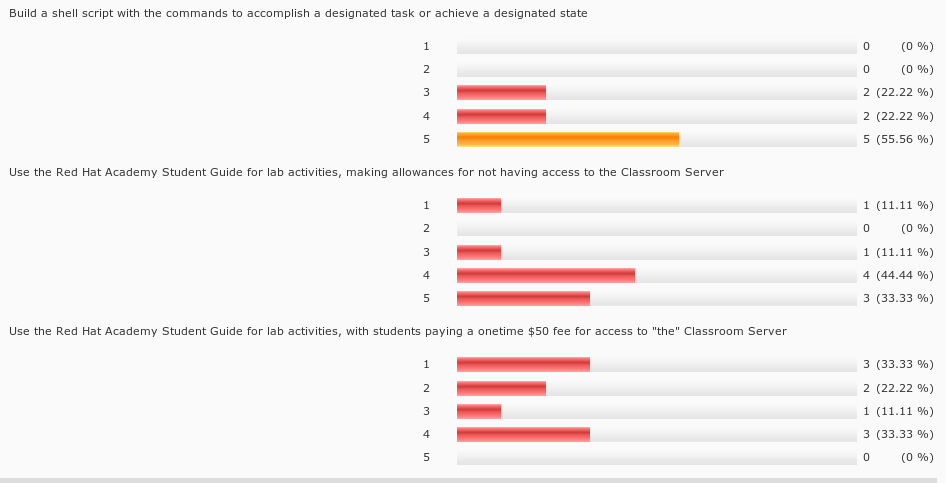 Build a shell script with the commands to accomplish a designated task or achieve a designated state
1 0 (0 %)
2 0 (0 %)
3 2 (22.22 %)
4 2 (22.22 %)
5 5 (55.56 %)
Use the Red Hat Academy Student Guide for lab activities, making allowances for not having access to the Classroom Server
1 1 (11.11 %)
2 0 (0 %)
3 1 (11.11 %)
4 4 (44.44 %)
5 3 (33.33 %)
Use the Red Hat Academy Student Guide for lab activities, with students paying a onetime $50 fee for access to "the" Classroom Server
1 3 (33.33 %)
2 2 (22.22 %)
3 1 (11.11 %)
4 3 (33.33 %)
5 0 (0 %)